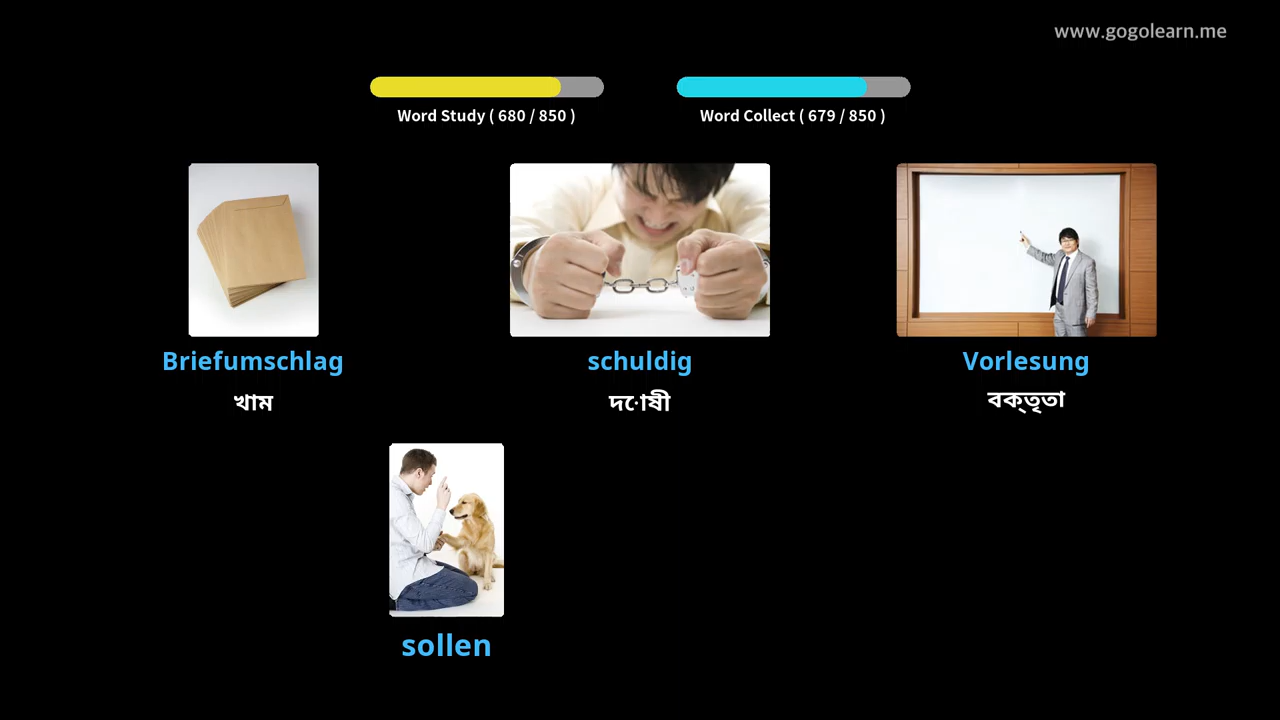 www.gogolearn.me
Word Study ( 680 / 850 )
Word Collect ( 679 / 850 )
Briefumschlag
schuldig
Vorlesung
খাম
দোষী
বক্তৃতা
sollen